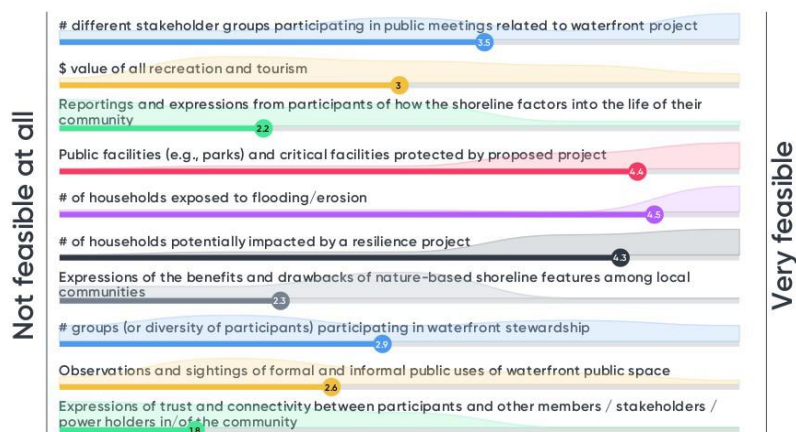 # different stakeholder groups participating in public meetings related to waterfront project
3.5
$ value of all recreation and tourism
3
Reportings and expressions from participants of how the shoreline factors into the life of their
community
2.2
Public facilities (e.g., parks) and critical facilities protected by proposed project
4.4
# of households exposed to flooding/erosion
4.5
# of households potentially impacted by a resilience project
4.3
Expressions of the benefits and drawbacks of nature-based shoreline features among local
communities
2.3
# groups (or diversity of participants) participating in waterfront stewardship
2.9
Observations and sightings of formal and informal public uses of waterfront public space
2.6
Expressions of trust and connectivity between participants and other members / stakeholders /
power holders in/of the community
1.8
Not feasible at all
Very feasible